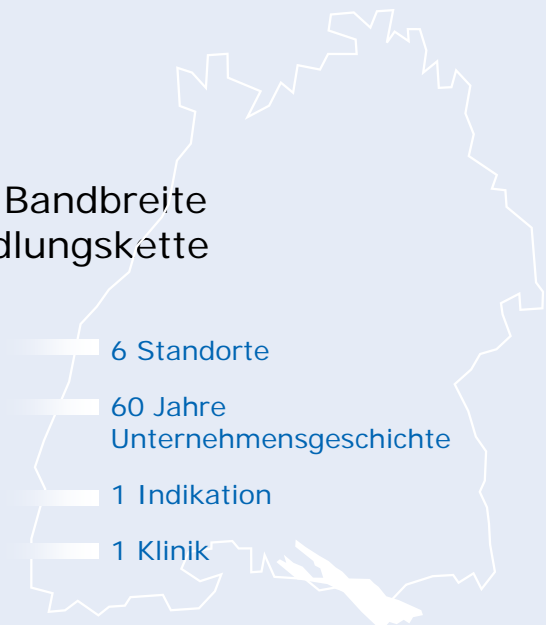 Bandbreite
dlungskette
6 Standorte
60 Jahre
Unternehmensgeschichte
1 Indikation
1 Klinik